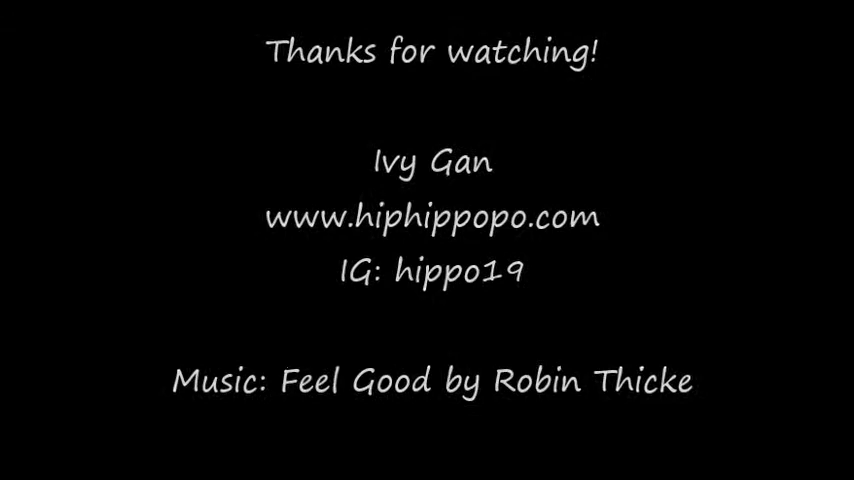 Thanks for watching!
Ivy Gan
www.hiphippopo.com
IG: hippo19
Music: Feel Good by Robin Thicke